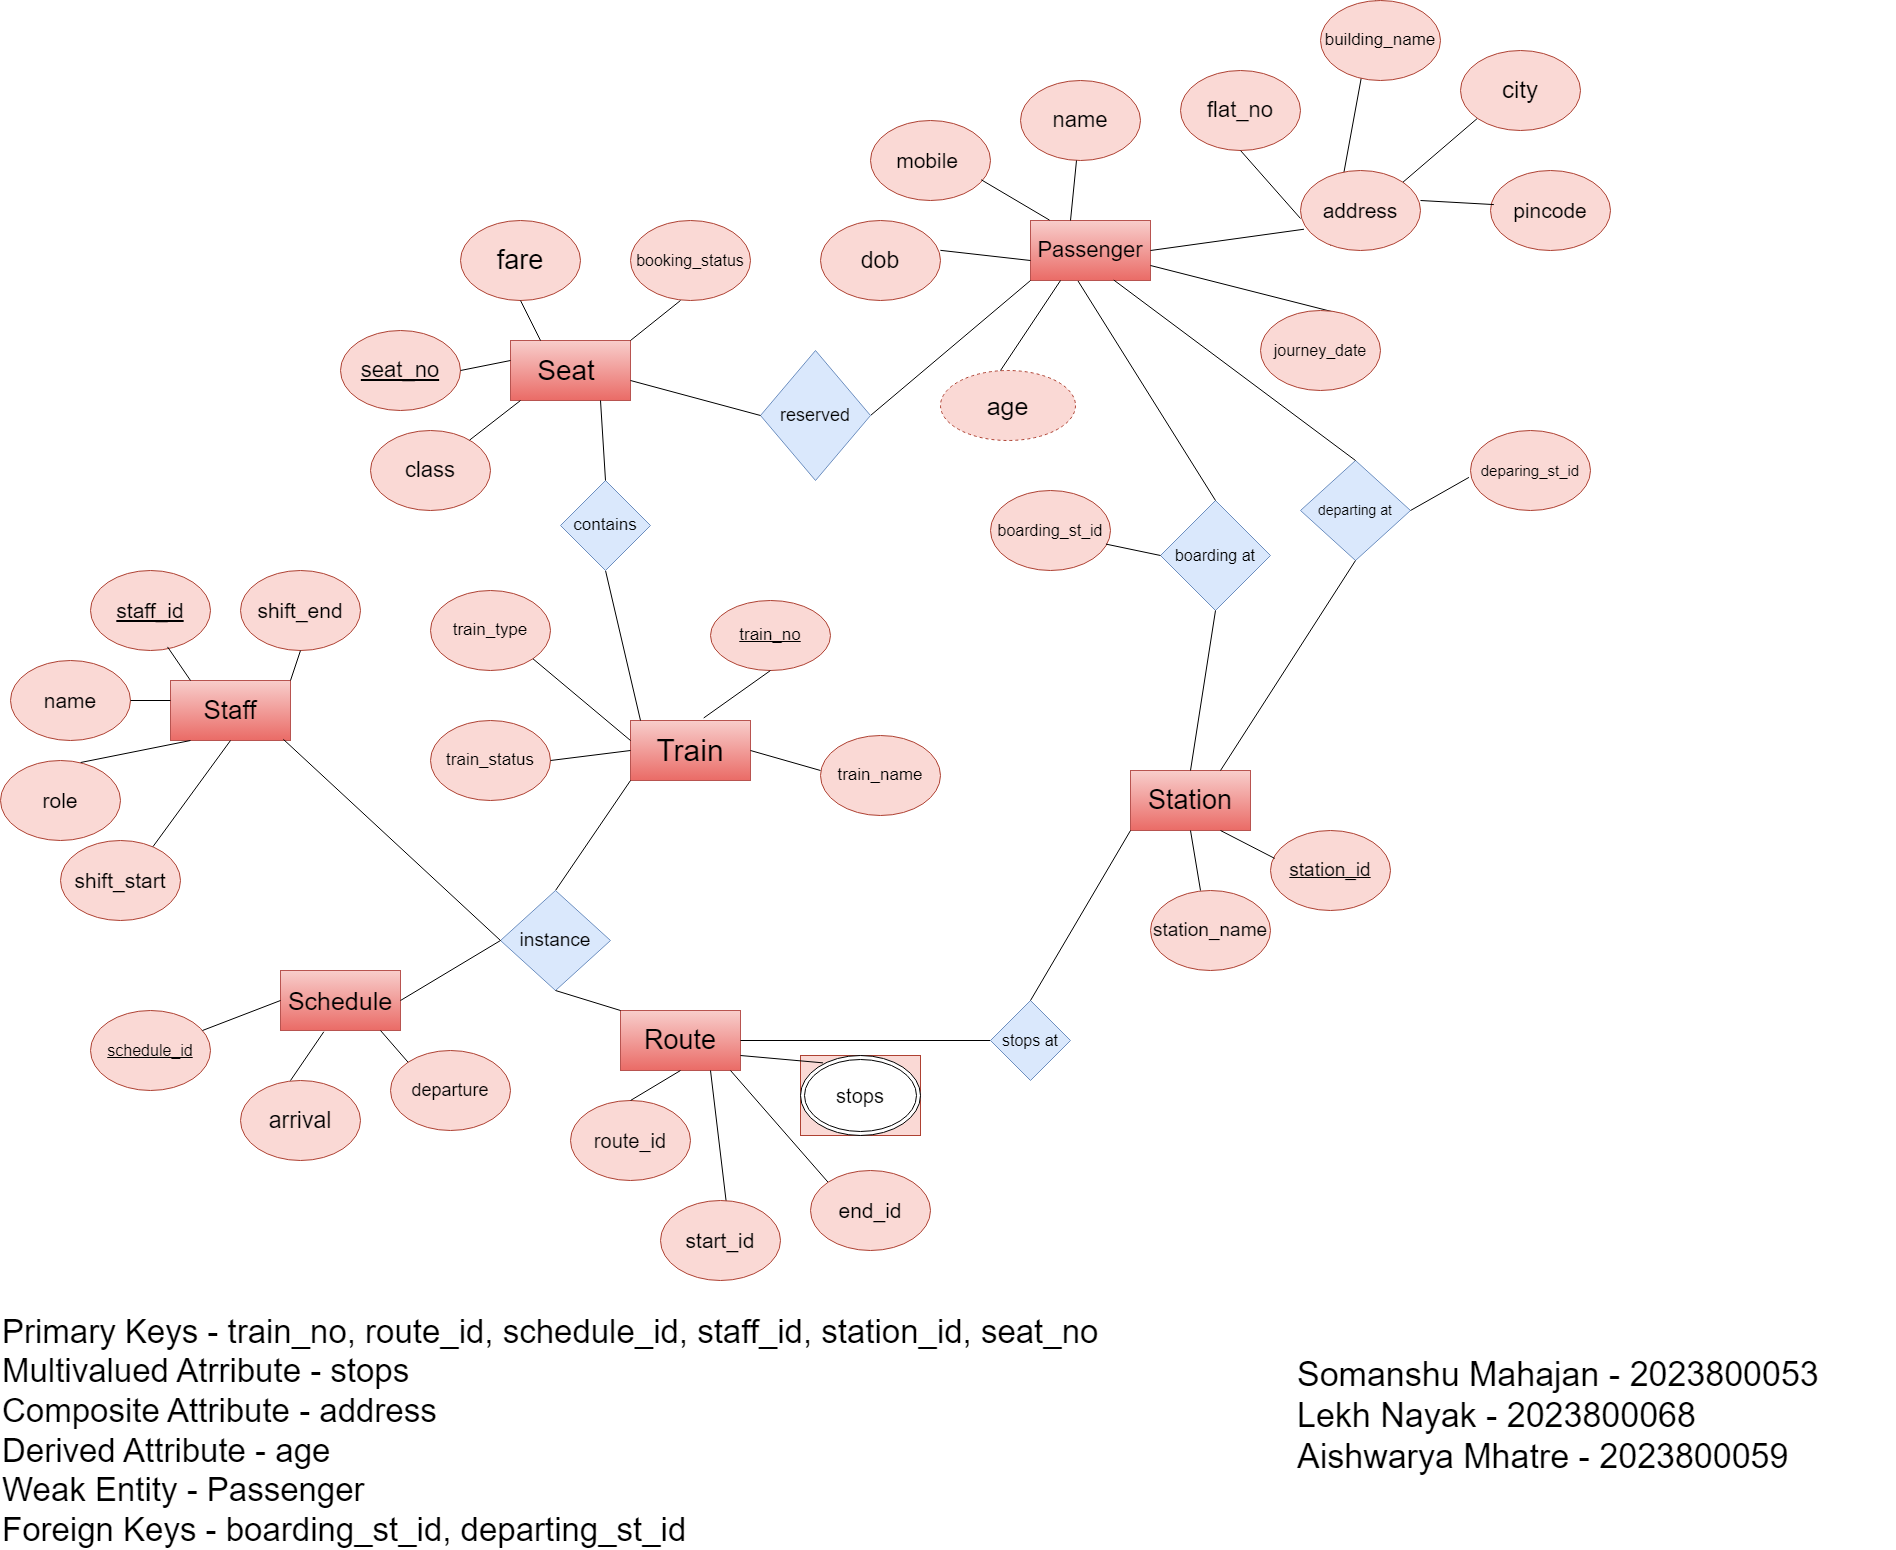 building_name
city
flat_no
name
mobile
address
pincode
Passenger
dob
fare
booking_status
journey_date
seat_no
Seat
age
reserved
class
deparing_st_id
departing at
contains
boarding_st_id
boarding at
staff_id
shift_end
train_type
train_no
name
Staff
train_status
Train
train_name
role
Station
shift_start
station_id
station_name
instance
Schedule
schedule_id
Route
stops at
arrival
departure
stops
route_id
start_id
end_id
Primary Keys - train_no, route_id, schedule_id, staff_id, station_id, seat_no
Multivalued Atrribute - stops
Composite Attribute - address
Derived Attribute - age
Weak Entity - Passenger
Foreign Keys - boarding_st_id, departing_st_id
Somanshu Mahajan - 2023800053
Lekh Nayak - 2023800068
Aishwarya Mhatre - 2023800059